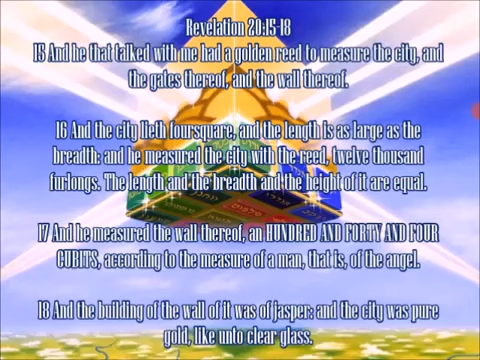 Revelation 20:15-18
15 And he that talked with me had a golden reed to measure the city, and
the gates thereof, and the wall thereof.
16 And the city lieth foursquare, and the length is as large as the
breadth: and he measured the city with the reed, twelve thousand
furlongs. The length and the breadth and the height of it are equal.
17 And he measured the wall thereof, an HUNDRED AND FORTY AND FOUR
CUBITS, according to the measure of a man, that is, of the angel.
18 And the building of the wall of it was of jasper: and the city was pure
gold, like unto clear glass.